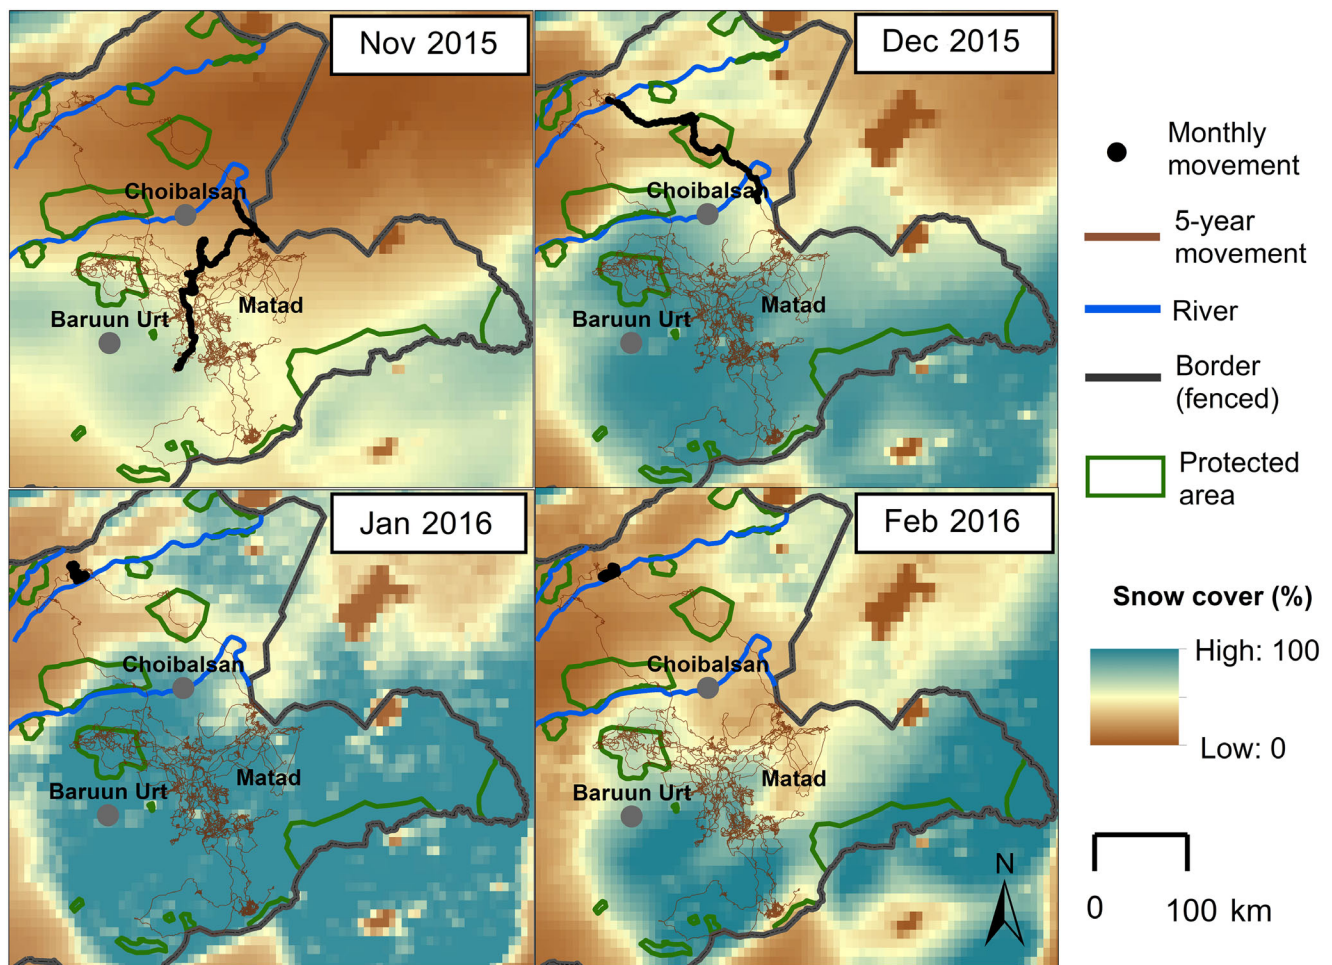 Nov 2015
Choibalsan
Matad
Baruun Urt
Dec 2015
Choibalsan
Matad
Baruun Urt
Jan 2016
Choibalsan
Matad
Baruun Urt
Feb 2016
Choibalsan
Matad
Baruun Urt
N
Monthly
movement
5-year
movement
River
Border
(fenced)
Protected
area
Snow cover (%)
High: 100
Low: 0
0 100 km